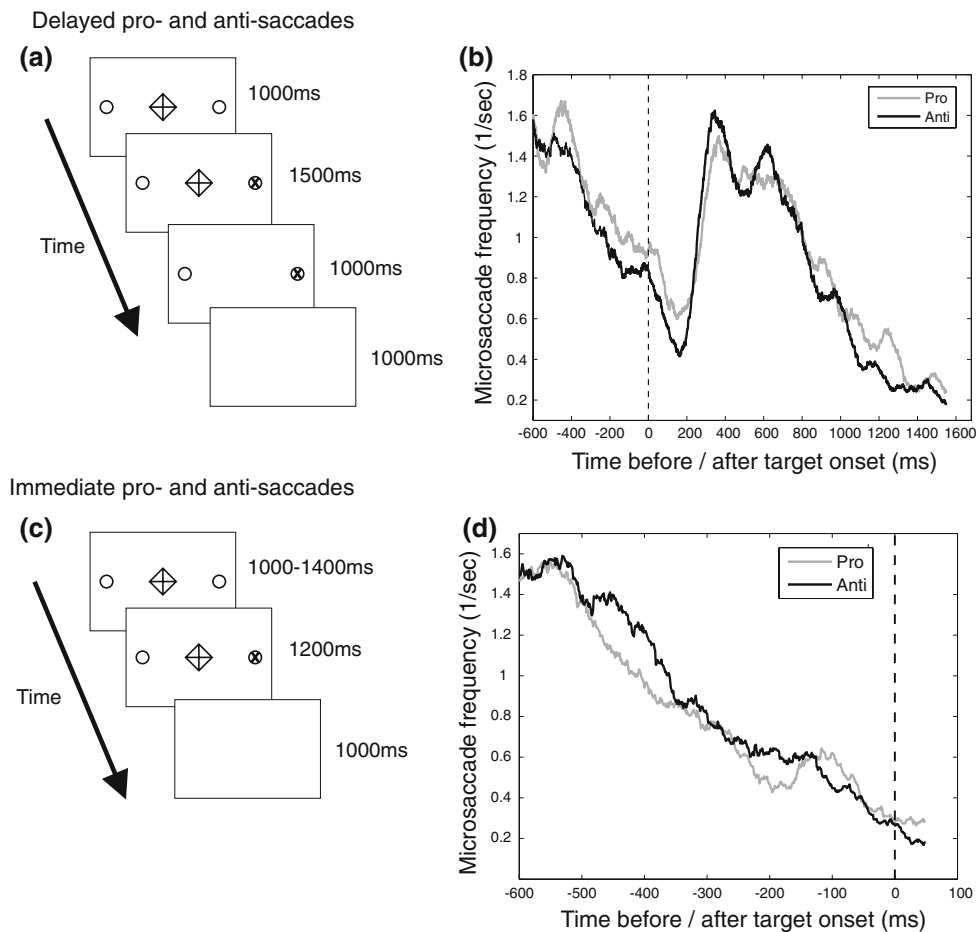 Delayed pro- and anti-saccades
(a)
1000ms
1500ms
1000ms
1000ms
Time
(b)
Microsaccade frequency (1/sec)
1.8
1.6
1.4
1.2
1
0.8
0.6
0.4
0.2
Pro
Anti
-600 -400 -200 0 200 400 600 800 1000 1200 1400 1600
Time before / after target onset (ms)
Immediate pro- and anti-saccades
(c)
1000-1400ms
1200ms
1000ms
Time
(d)
Microsaccade frequency (1/sec)
1.6
1.4
1.2
1
0.8
0.6
0.4
0.2
Pro
Anti
-600 -500 -400 -300 -200 -100 0 100
Time before / after target onset (ms)